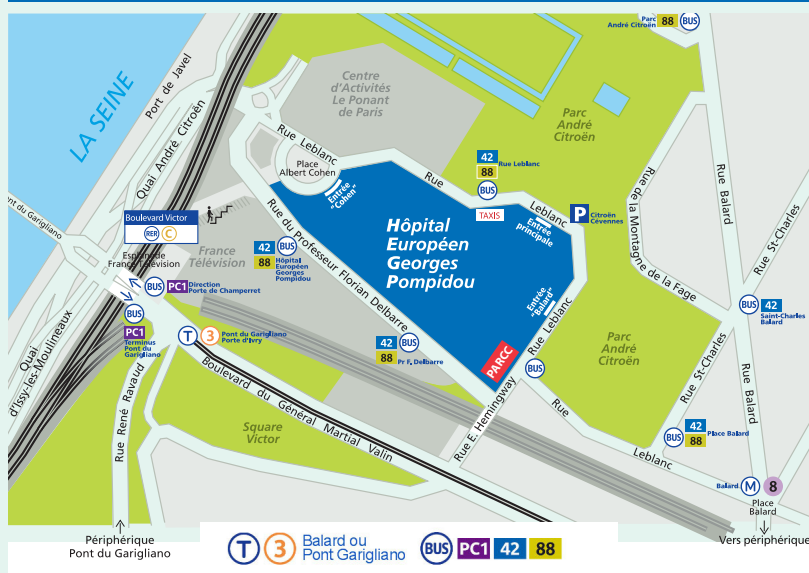 Parc
André Citroën
88
BUS
LA SEINE
Port de Javel
Quai André Citroën
Centre
d'Activités
Le Ponant
de Paris
Parc
André
Citroën
Rue Leblanc
Place
Albert Cohen
Entrée
"Cohen"
Rue
42
88
Rue Leblanc
BUS
TAXIS
Leblanc
Entrée
principale
P
Citroën
Cévennes
Rue de la Montagne de la Fage
Rue Balard
Rue St-Charles
Pont du Garigliano
Boulevard Victor
RER
C
Esplanade
France Télévision
France
Télévision
42
88
BUS
Hôpital
Européen
Georges
Pompidou
Rue du Professeur Florian Delbarre
Hôpital
Européen
Georges
Pompidou
Entrée
"Balard"
Rue Leblanc
BUS
PC1
Direction
Porte de Champerret
BUS
PC1
Terminus
Pont du
Garigliano
T
3
Pont du Garigliano
Porte d'Ivry
42
88
BUS
Pr F. Delbarre
PARCC
BUS
Parc
André
Citroën
BUS
42
Saint-Charles
Balard
Rue St-Charles
Rue Balard
Quai
d'Issy-les-Moulineaux
Rue René Ravaud
Boulevard du Général Martial Valin
Square
Victor
Rue E. Hemingway
Rue
Leblanc
BUS
42
88
Place Balard
Balard
M
8
Place
Balard
Périphérique
Pont du Garigliano
Vers périphérique
T
3
Balard ou
Pont Garigliano
BUS
PC1
42
88